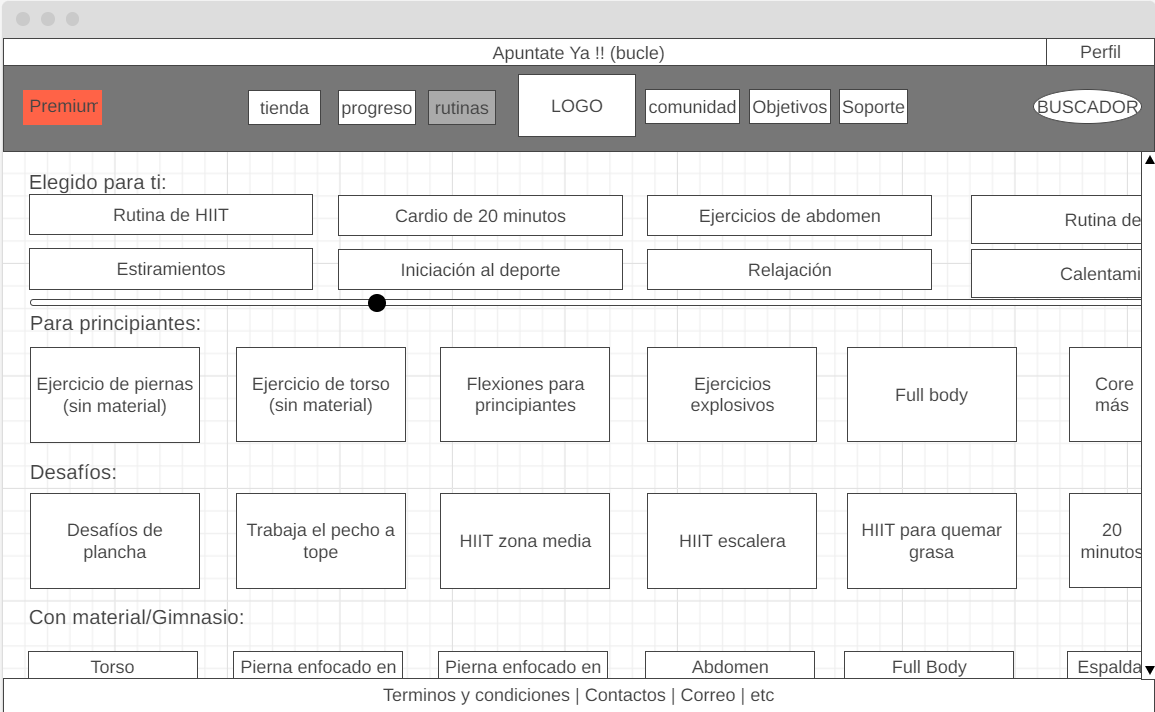 Apuntate Ya !! (bucle)
Perfil
Premium
tienda
progreso
rutinas
LOGO
comunidad
Objetivos
Soporte
BUSCADOR
Elegido para ti:
Rutina de HIIT
Cardio de 20 minutos
Ejercicios de abdomen
Rutina de
Estiramientos
Iniciación al deporte
Relajación
Calentami
Para principiantes:
Ejercicio de piernas
(sin material)
Ejercicio de torso
(sin material)
Flexiones para
principiantes
Ejercicios
explosivos
Full body
Core
más
Desafíos:
Desafíos de
plancha
Trabaja el pecho a
tope
HIIT zona media
HIIT escalera
HIIT para quemar
grasa
20
minutos
Con material/Gimnasio:
Torso
Pierna enfocado en
Pierna enfocado en
Abdomen
Full Body
Espalda
Terminos y condiciones | Contactos | Correo | etc